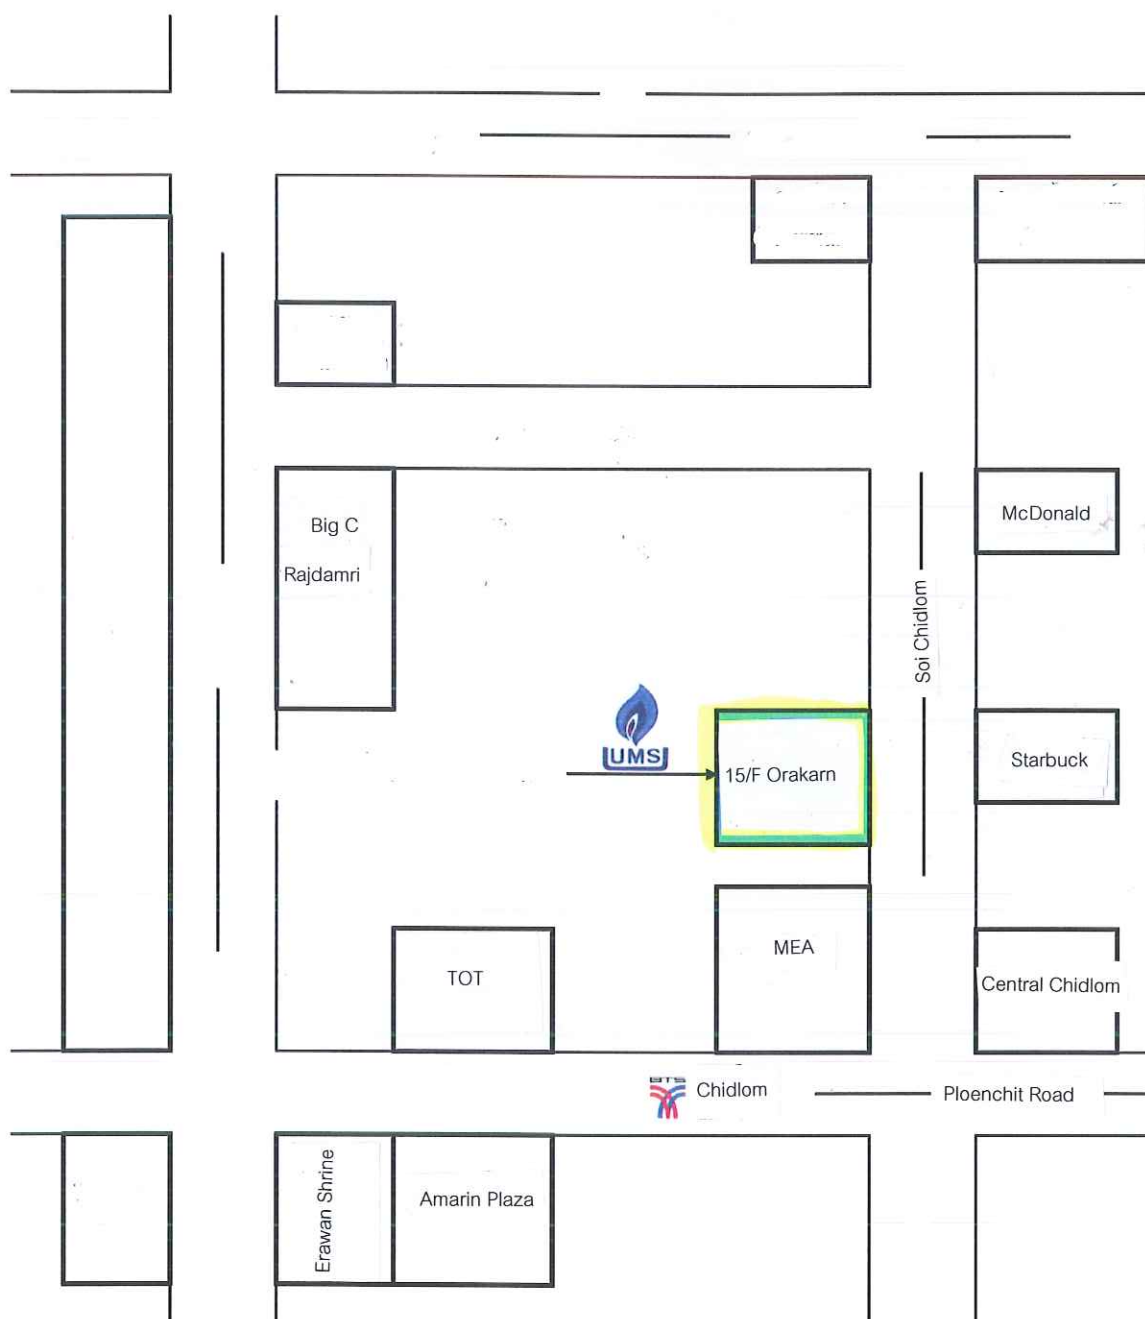 Big C
Rajdamri
McDonald
Soi Chidlom
UMS
15/F Orakarn
Starbuck
MEA
TOT
Central Chidlom
BTS
Chidlom
Ploenchit Road
Erawan Shrine
Amarin Plaza